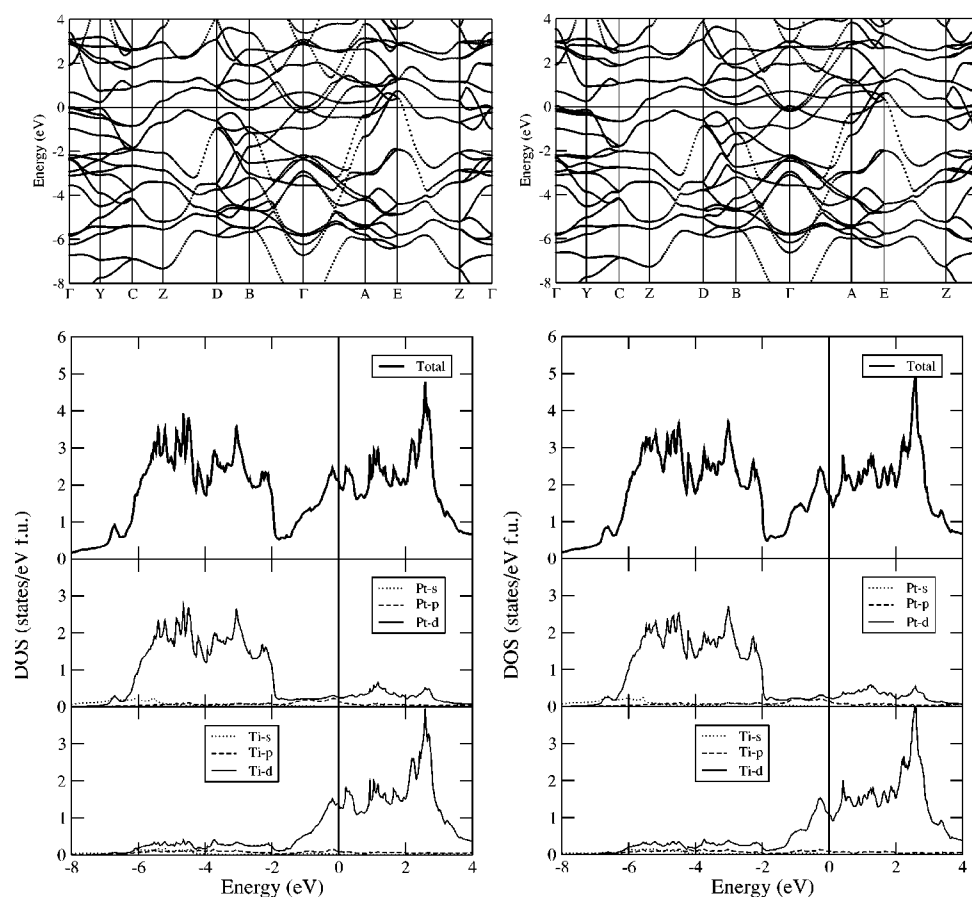 4
2
0
-2
-4
-6
-8
Energy (eV)
Γ Y C Z D B Γ A E Z Γ
4
2
0
-2
-4
-6
-8
Energy (eV)
Γ Y C Z D B Γ A E Z
6
5
4
3
2
1
0
Total
3
2
1
0
Pt-s
Pt-p
Pt-d
3
2
1
0
Ti-s
Ti-p
Ti-d
DOS (states/eV f.u.)
-8 -6 -4 -2 0 2 4
Energy (eV)
6
5
4
3
2
1
0
Total
3
2
1
0
Pt-s
Pt-p
Pt-d
3
2
1
0
Ti-s
Ti-p
Ti-d
DOS (states/eV f.u.)
-8 -6 -4 -2 0 2 4
Energy (eV)